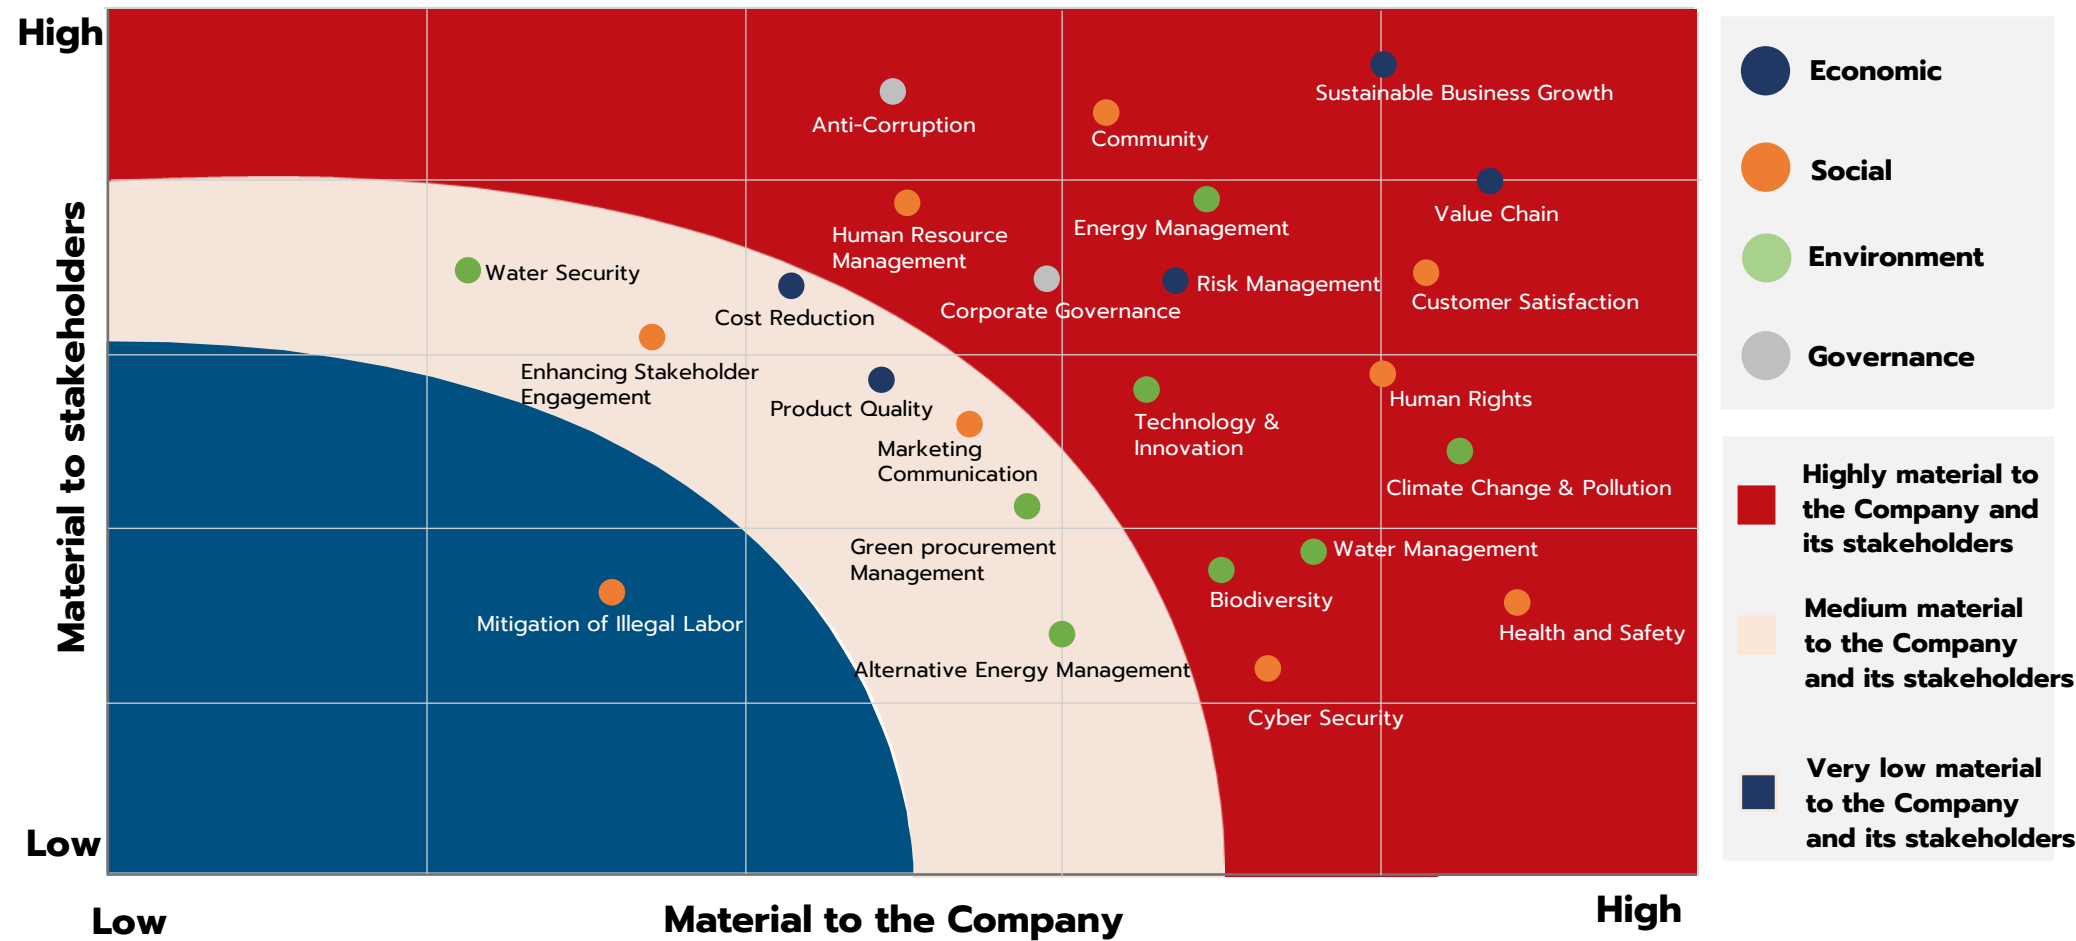 High
Material to stakeholders
Low
Low
Material to the Company
High
Sustainable Business Growth
Anti-Corruption
Community
Value Chain
Human Resource
Management
Energy Management
Water Security
Risk Management
Customer Satisfaction
Corporate Governance
Cost Reduction
Enhancing Stakeholder
Engagement
Human Rights
Product Quality
Technology &
Innovation
Marketing
Communication
Climate Change & Pollution
Green procurement
Management
Water Management
Biodiversity
Mitigation of Illegal Labor
Health and Safety
Alternative Energy Management
Cyber Security
Economic
Social
Environment
Governance
Highly material to
the Company and
its stakeholders
Medium material
to the Company
and its stakeholders
Very low material
to the Company
and its stakeholders